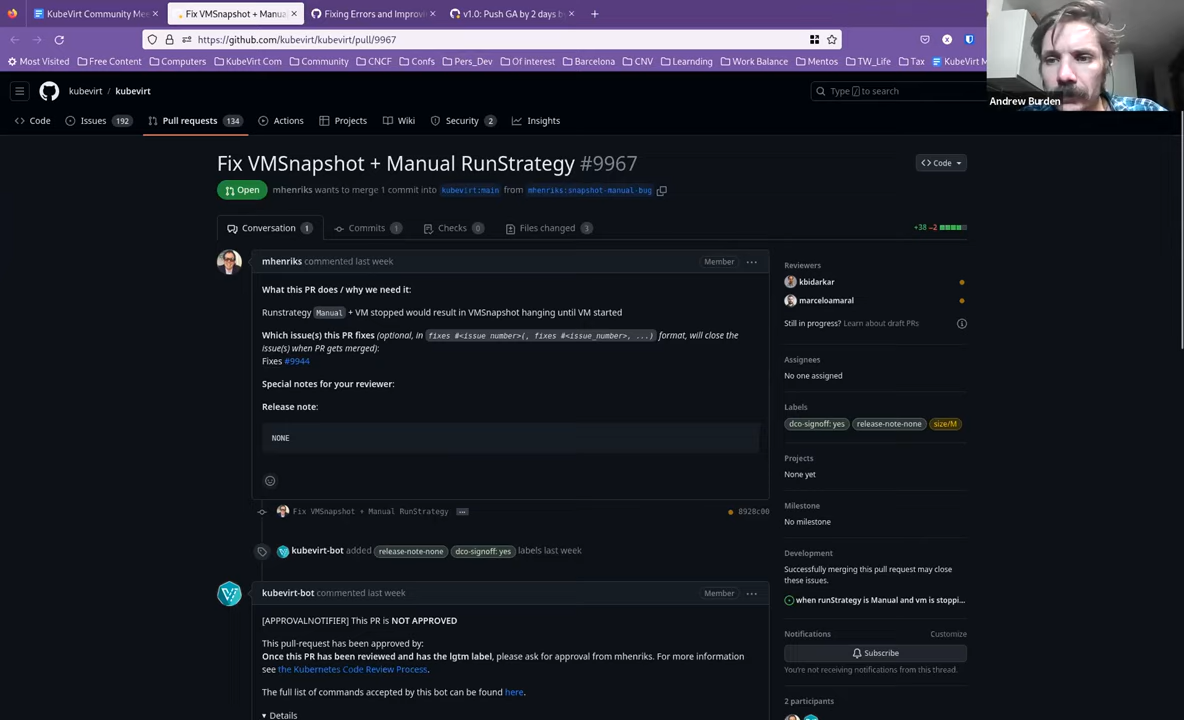 KubeVirt Community Me
Fix VMSnapshot + Manua
Fixing Errors and Improvi
v1.0: Push GA by 2 days b
https://github.com/kubevirt/kubevirt/pull/9967
Most Visited Free Content Computers KubeVirt Com Community CNCF Confs Pers_Dev Of interest Barcelona CNV Learnding Work Balance Mentos TW_Life Tax KubeVirt M
Andrew Burden
kubevirt / kubevirt
Type / to search
Code Issues 192 Pull requests 134 Actions Projects Wiki Security 2 Insights
Fix VMSnapshot + Manual RunStrategy #9967
Code
Open mhenriks wants to merge 1 commit into kubevirt:main from mhenriks:snapshot-manual-bug
Conversation 1 Commits 1 Checks 0 Files changed 3
+38 −2
mhenriks commented last week
Member
What this PR does / why we need it:
Runstrategy Manual + VM stopped would result in VMSnapshot hanging until VM started
Which issue(s) this PR fixes (optional, in fixes #<issue number>(, fixes #<issue_number>, ...) format, will close the
issue(s) when PR gets merged):
Fixes #9944
Special notes for your reviewer:
Release note:
NONE
Fix VMSnapshot + Manual RunStrategy
8928c00
kubevirt-bot added release-note-none dco-signoff: yes labels last week
kubevirt-bot commented last week
Member
[APPROVALNOTIFIER] This PR is NOT APPROVED
This pull-request has been approved by:
Once this PR has been reviewed and has the lgtm label, please ask for approval from mhenriks. For more information
see the Kubernetes Code Review Process.
The full list of commands accepted by this bot can be found here.
Details
Reviewers
kbidarkar
marceloamaral
Still in progress? Learn about draft PRs
Assignees
No one assigned
Labels
dco-signoff: yes release-note-none size/M
Projects
None yet
Milestone
No milestone
Development
Successfully merging this pull request may close
these issues.
when runStrategy is Manual and vm is stoppi...
Notifications
Customize
Subscribe
You're not receiving notifications from this thread.
2 participants